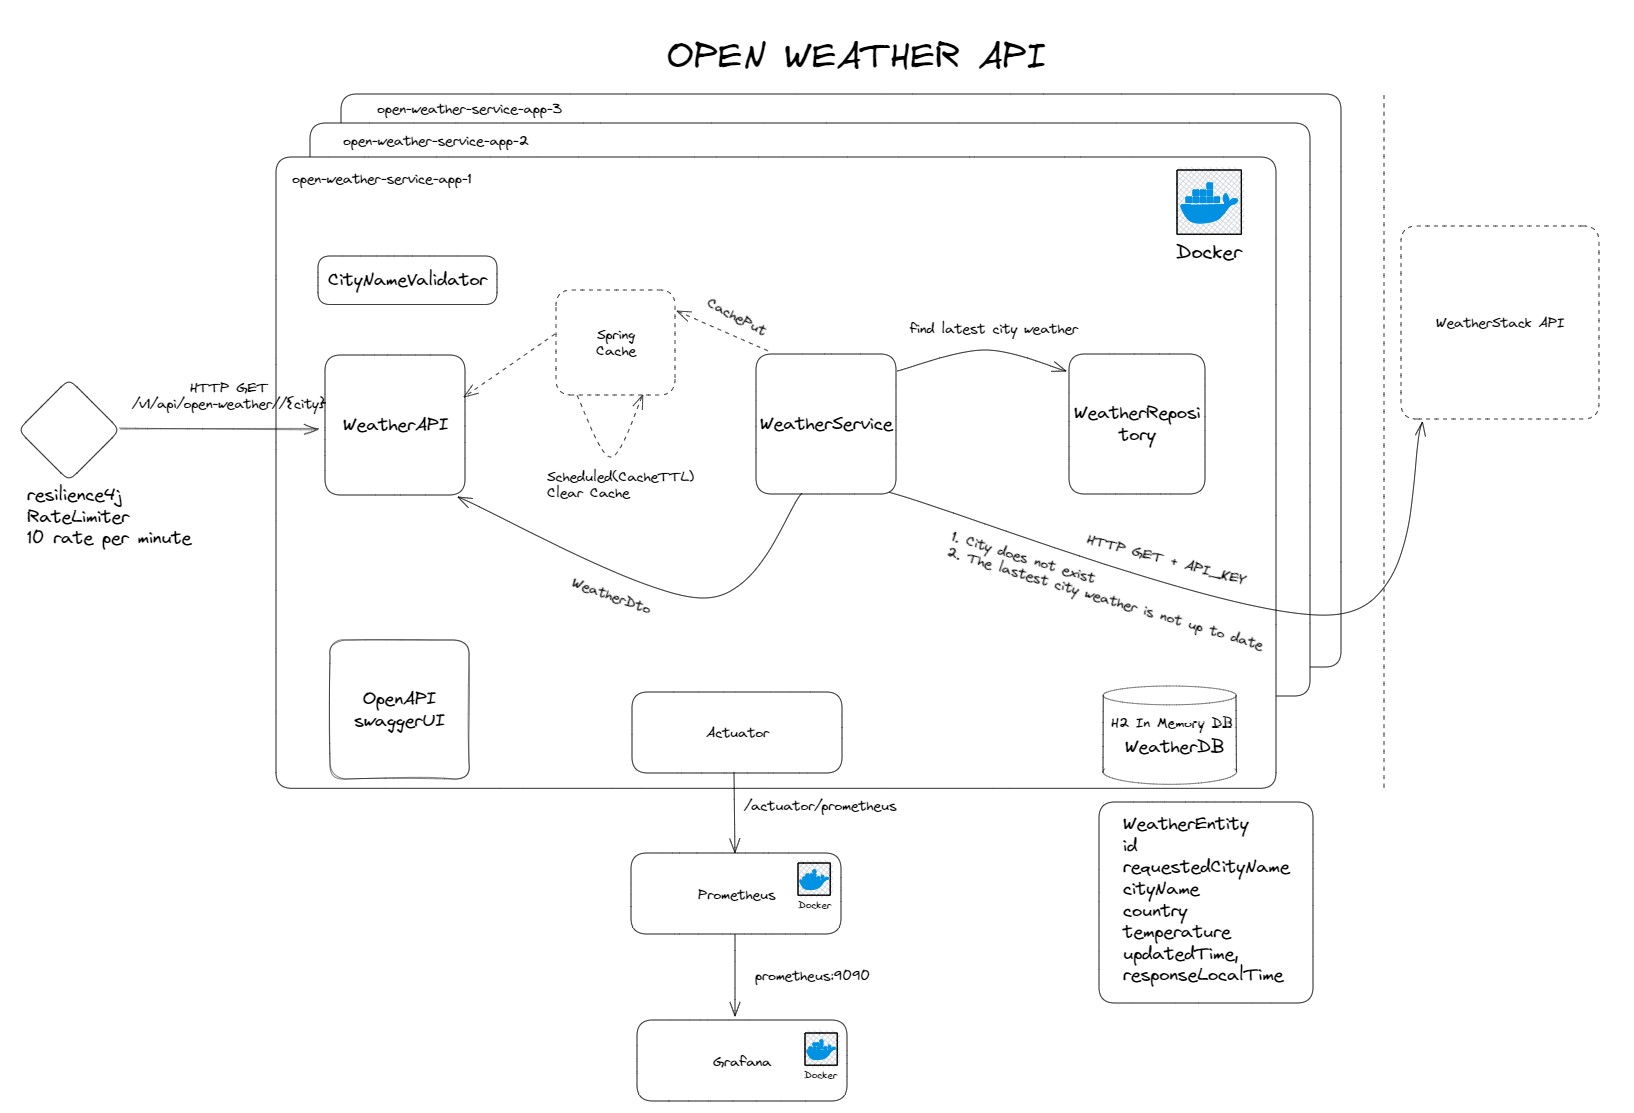 OPEN WEATHER API
open-weather-service-app-3
open-weather-service-app-2
open-weather-service-app-1
Docker
CityNameValidator
Spring
Cache
CachePut
find latest city weather
WeatherStack API
HTTP GET
/v1/api/open-weather//{city}
WeatherAPI
WeatherService
WeatherReposi
tory
Scheduled(CacheTTL)
Clear Cache
resilience4j
RateLimiter
10 rate per minute
HTTP GET + API_KEY
1. City does not exist
2. The lastest city weather is not up to date
WeatherDto
OpenAPI
swaggerUI
Actuator
H2 In Memory DB
WeatherDB
/actuator/prometheus
WeatherEntity
id
requestedCityName
cityName
country
temperature
updatedTime,
responseLocalTime
Prometheus
Docker
prometheus:9090
Grafana
Docker